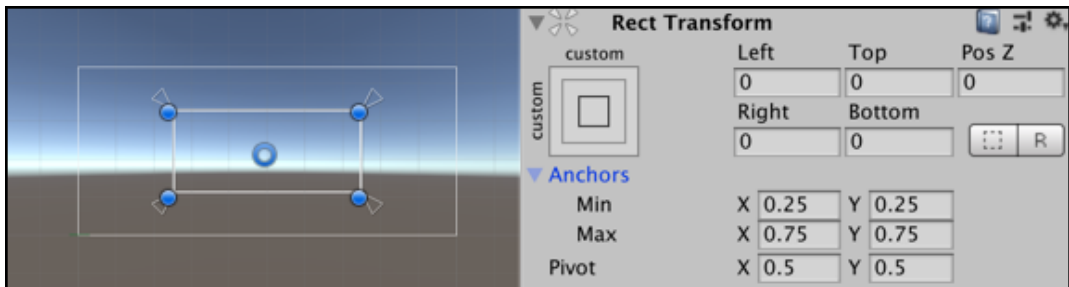 Rect Transform
custom
custom
Left Top Pos Z
0 0 0
Right Bottom
0 0 R
Anchors
Min X 0.25 Y 0.25
Max X 0.75 Y 0.75
Pivot X 0.5 Y 0.5